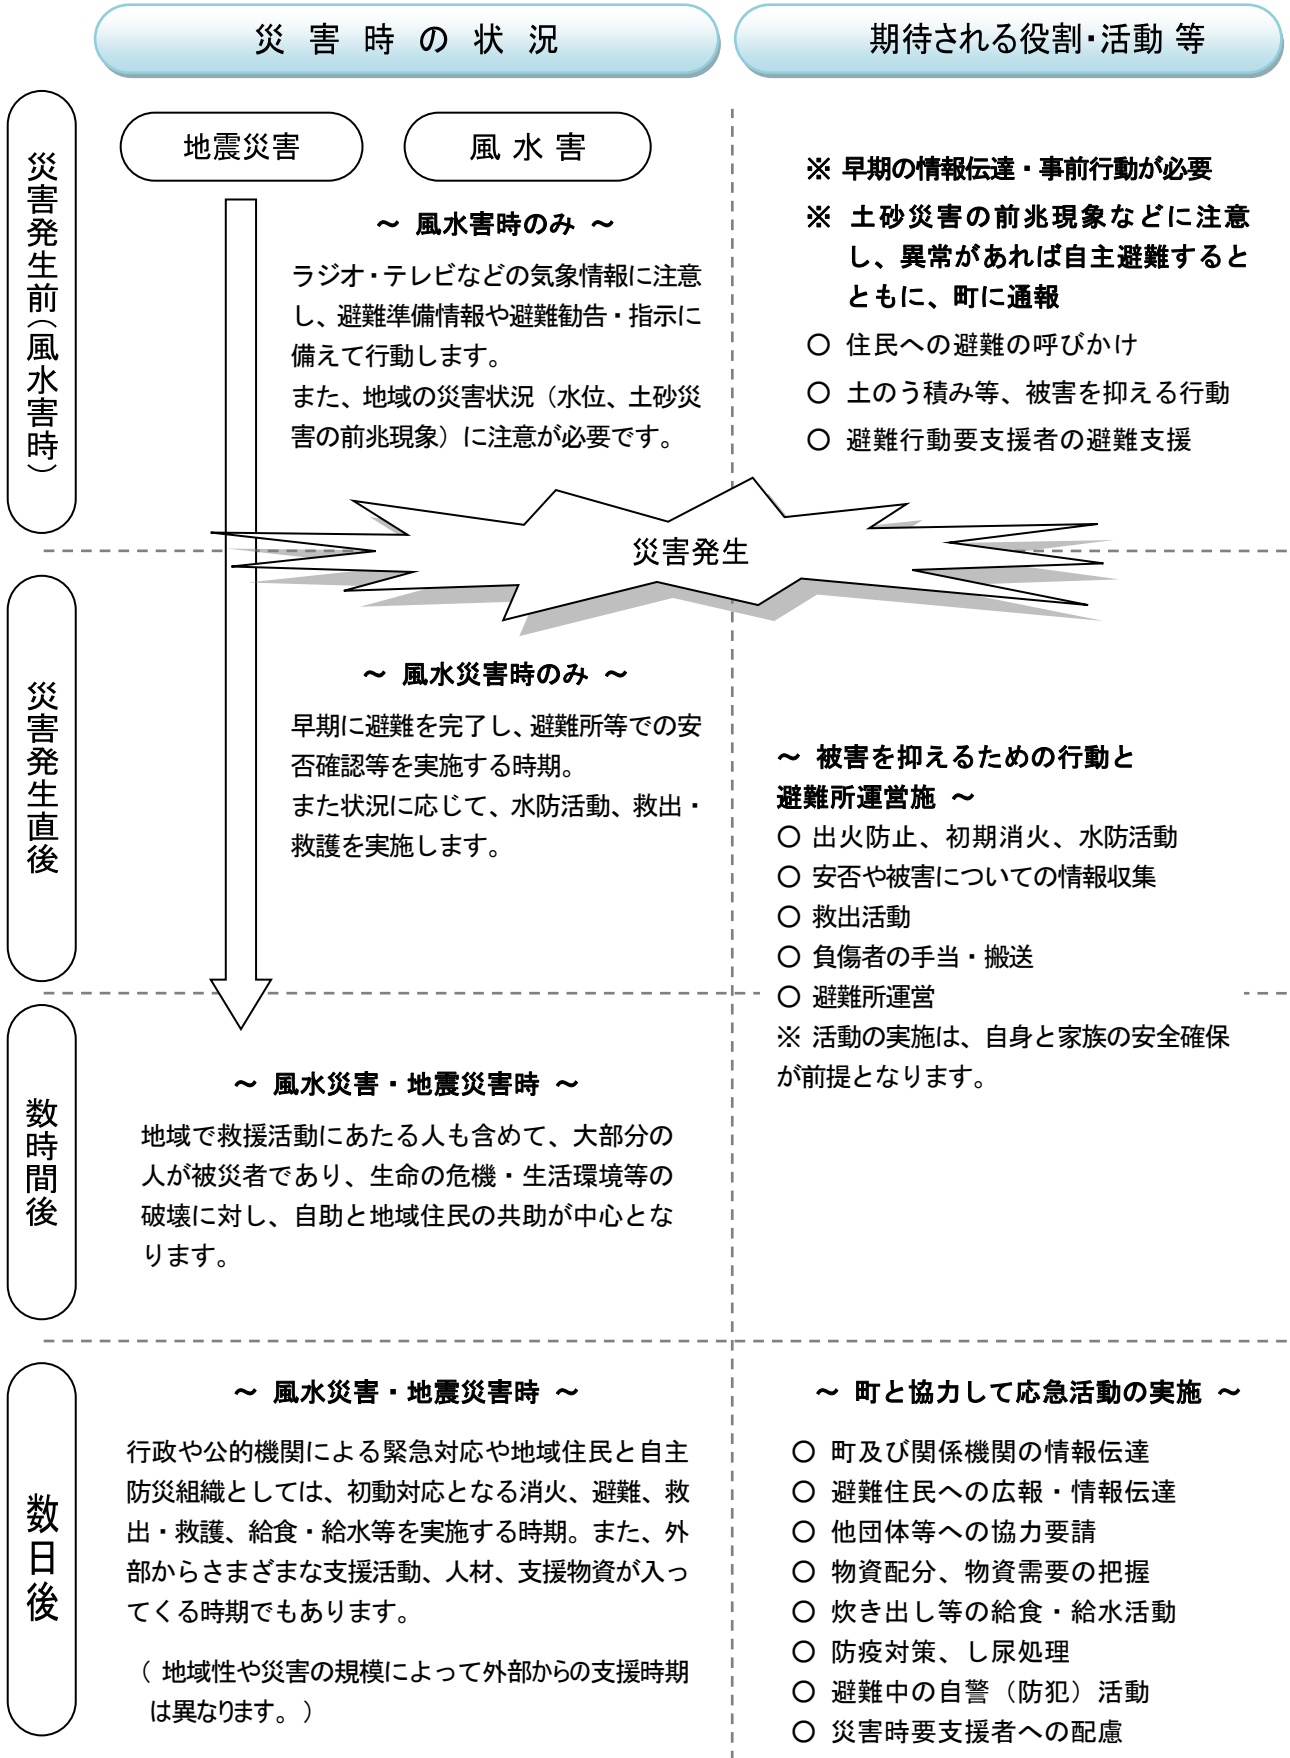 災害時の状況
期待される役割・活動 等
災害発生前（風水害時）
地震災害
風水害
～ 風水害時のみ ～
ラジオ・テレビなどの気象情報に注意
し、避難準備情報や避難勧告・指示に
備えて行動します。
また、地域の災害状況（水位、土砂災
害の前兆現象）に注意が必要です。
※ 早期の情報伝達・事前行動が必要
※ 土砂災害の前兆現象などに注意
し、異常があれば自主避難すると
ともに、町に通報
○ 住民への避難の呼びかけ
○ 土のう積み等、被害を抑える行動
○ 避難行動要支援者の避難支援
災害発生
災害発生直後
～ 風水災害時のみ ～
早期に避難を完了し、避難所等での安
否確認等を実施する時期。
また状況に応じて、水防活動、救出・
救護を実施します。
～ 被害を抑えるための行動と
避難所運営施 ～
○ 出火防止、初期消火、水防活動
○ 安否や被害についての情報収集
○ 救出活動
○ 負傷者の手当・搬送
○ 避難所運営
※ 活動の実施は、自身と家族の安全確保
が前提となります。
数時間後
～ 風水災害・地震災害時 ～
地域で救援活動にあたる人も含めて、大部分の
人が被災者であり、生命の危機・生活環境等の
破壊に対し、自助と地域住民の共助が中心とな
ります。
数日後
～ 風水災害・地震災害時 ～
行政や公的機関による緊急対応や地域住民と自主
防災組織としては、初動対応となる消火、避難、救
出・救護、給食・給水等を実施する時期。また、外
部からさまざまな支援活動、人材、支援物資が入っ
てくる時期でもあります。
（ 地域性や災害の規模によって外部からの支援時期
は異なります。）
～ 町と協力して応急活動の実施 ～
○ 町及び関係機関の情報伝達
○ 避難住民への広報・情報伝達
○ 他団体等への協力要請
○ 物資配分、物資需要の把握
○ 炊き出し等の給食・給水活動
○ 防疫対策、し尿処理
○ 避難中の自警（防犯）活動
○ 災害時要支援者への配慮